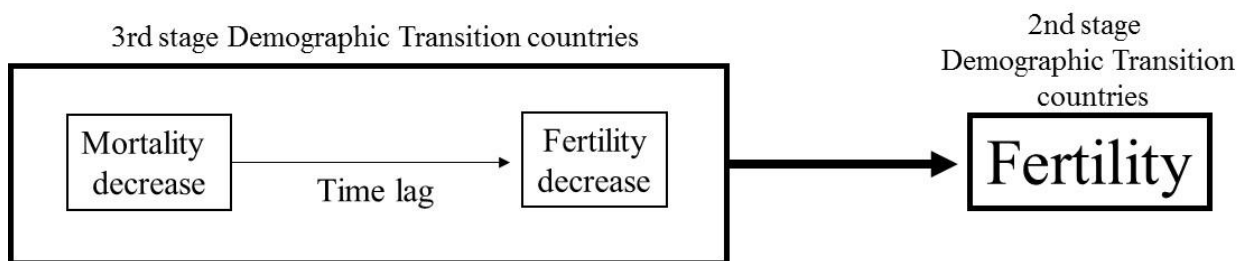 3rd stage Demographic Transition countries
Mortality
decrease
Time lag
Fertility
decrease
2nd stage
Demographic Transition
countries
Fertility